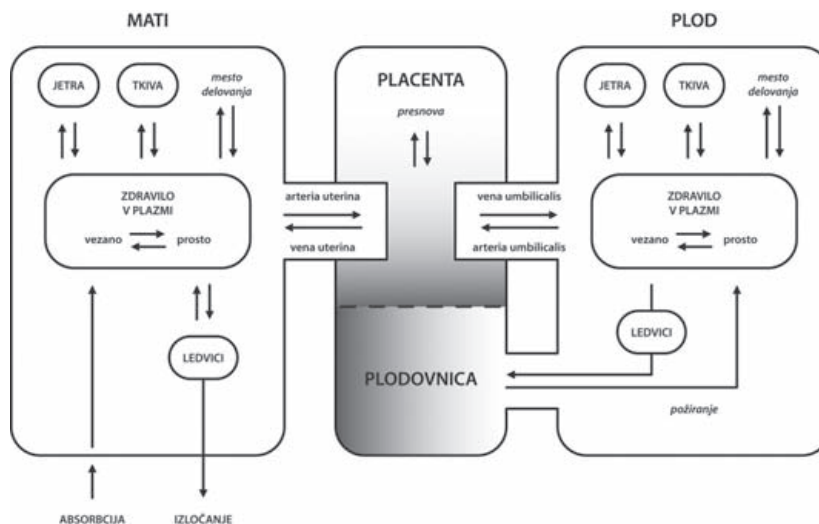 MATI
JETRA
TKIVA
mesto
delovanja
ZDRAVILO
V PLAZMI
vezano
prosto
LEDVICI
ABSORBCIJA
IZLOČANJE
arteria uterina
vena uterina
PLACENTA
presnova
PLODOVNICA
vena umbilicalis
arteria umbilicalis
PLOD
JETRA
TKIVA
mesto
delovanja
ZDRAVILO
V PLAZMI
vezano
prosto
LEDVICI
požiranje